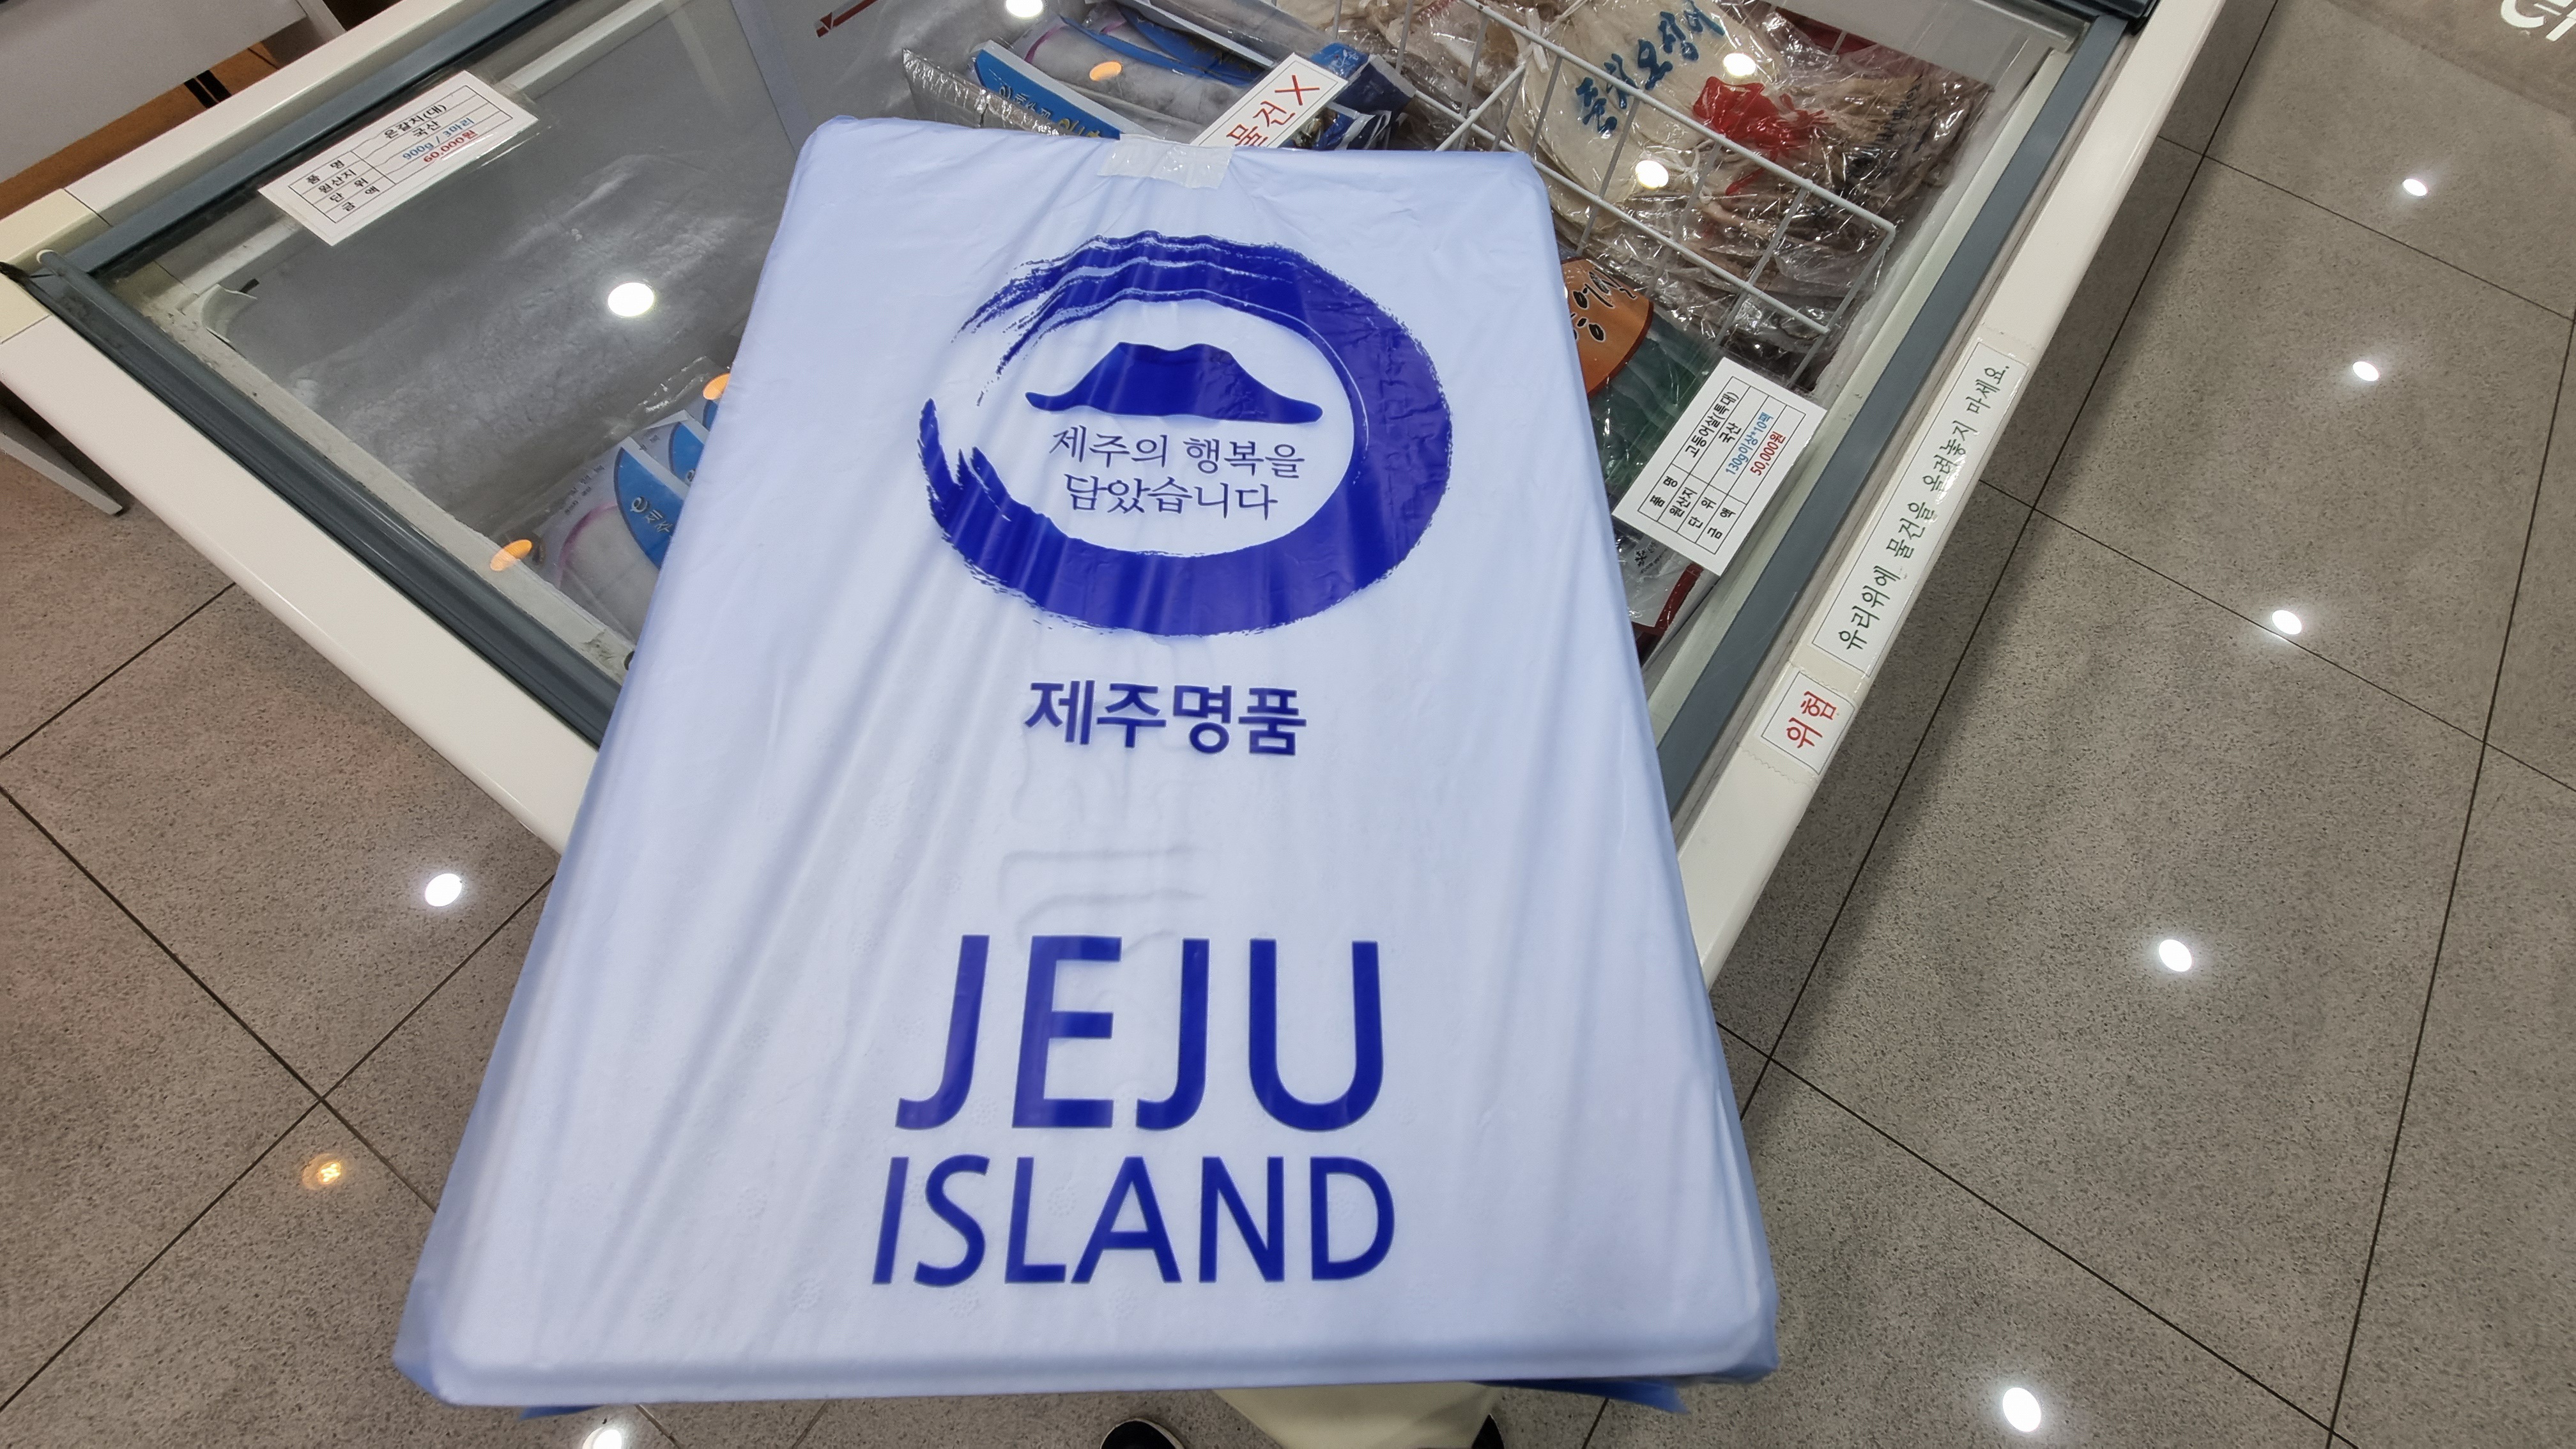 제주의 행복을
담았습니다
제주명품
JEJU
ISLAND
품 명 은갈치(대)
원산지 국산
단 위 900g / 3마리
금 액 60,000원
물건X
품 명 고등어살(특대)
원산지 국산
단 위 130g이상*10팩
금 액 50,000원
유리위에 물건을 올려놓지 마세요.
위험